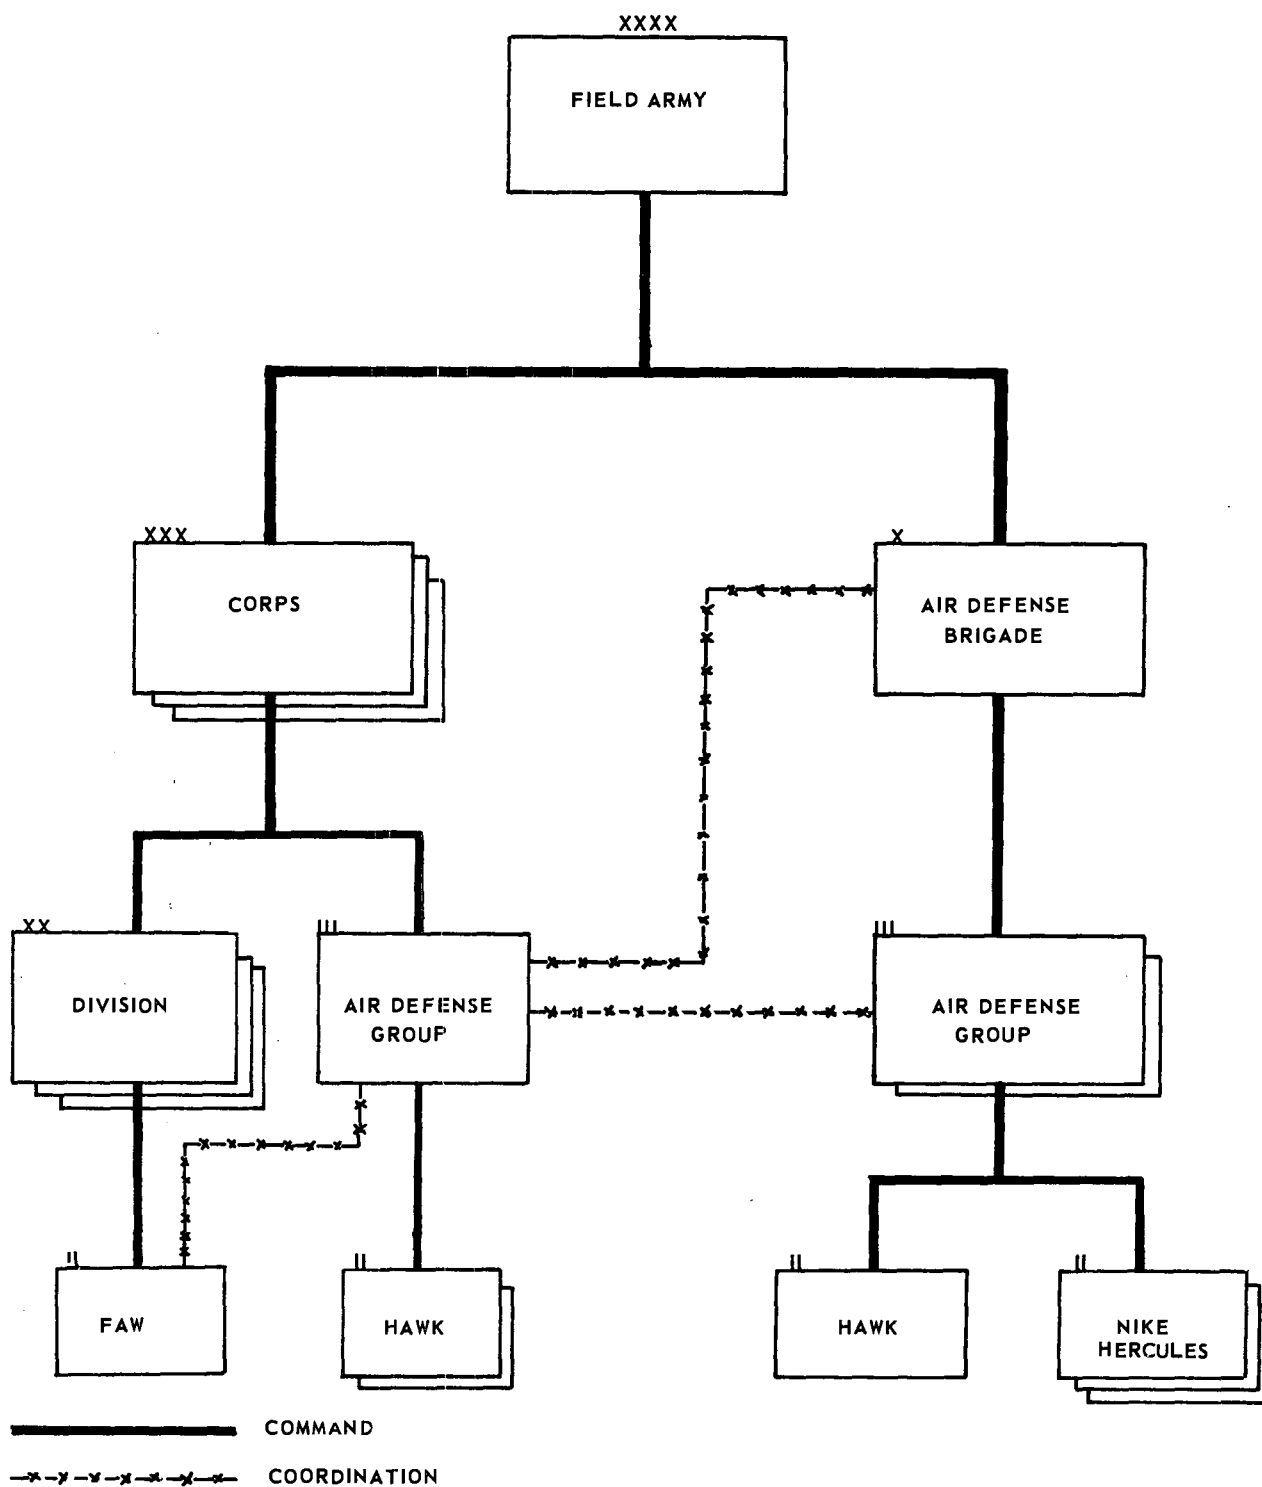 XXXX
FIELD ARMY
XXX
CORPS
X
AIR DEFENSE
BRIGADE
XX
DIVISION
III
AIR DEFENSE
GROUP
III
AIR DEFENSE
GROUP
II
FAW
II
HAWK
II
HAWK
II
NIKE
HERCULES
COMMAND
COORDINATION